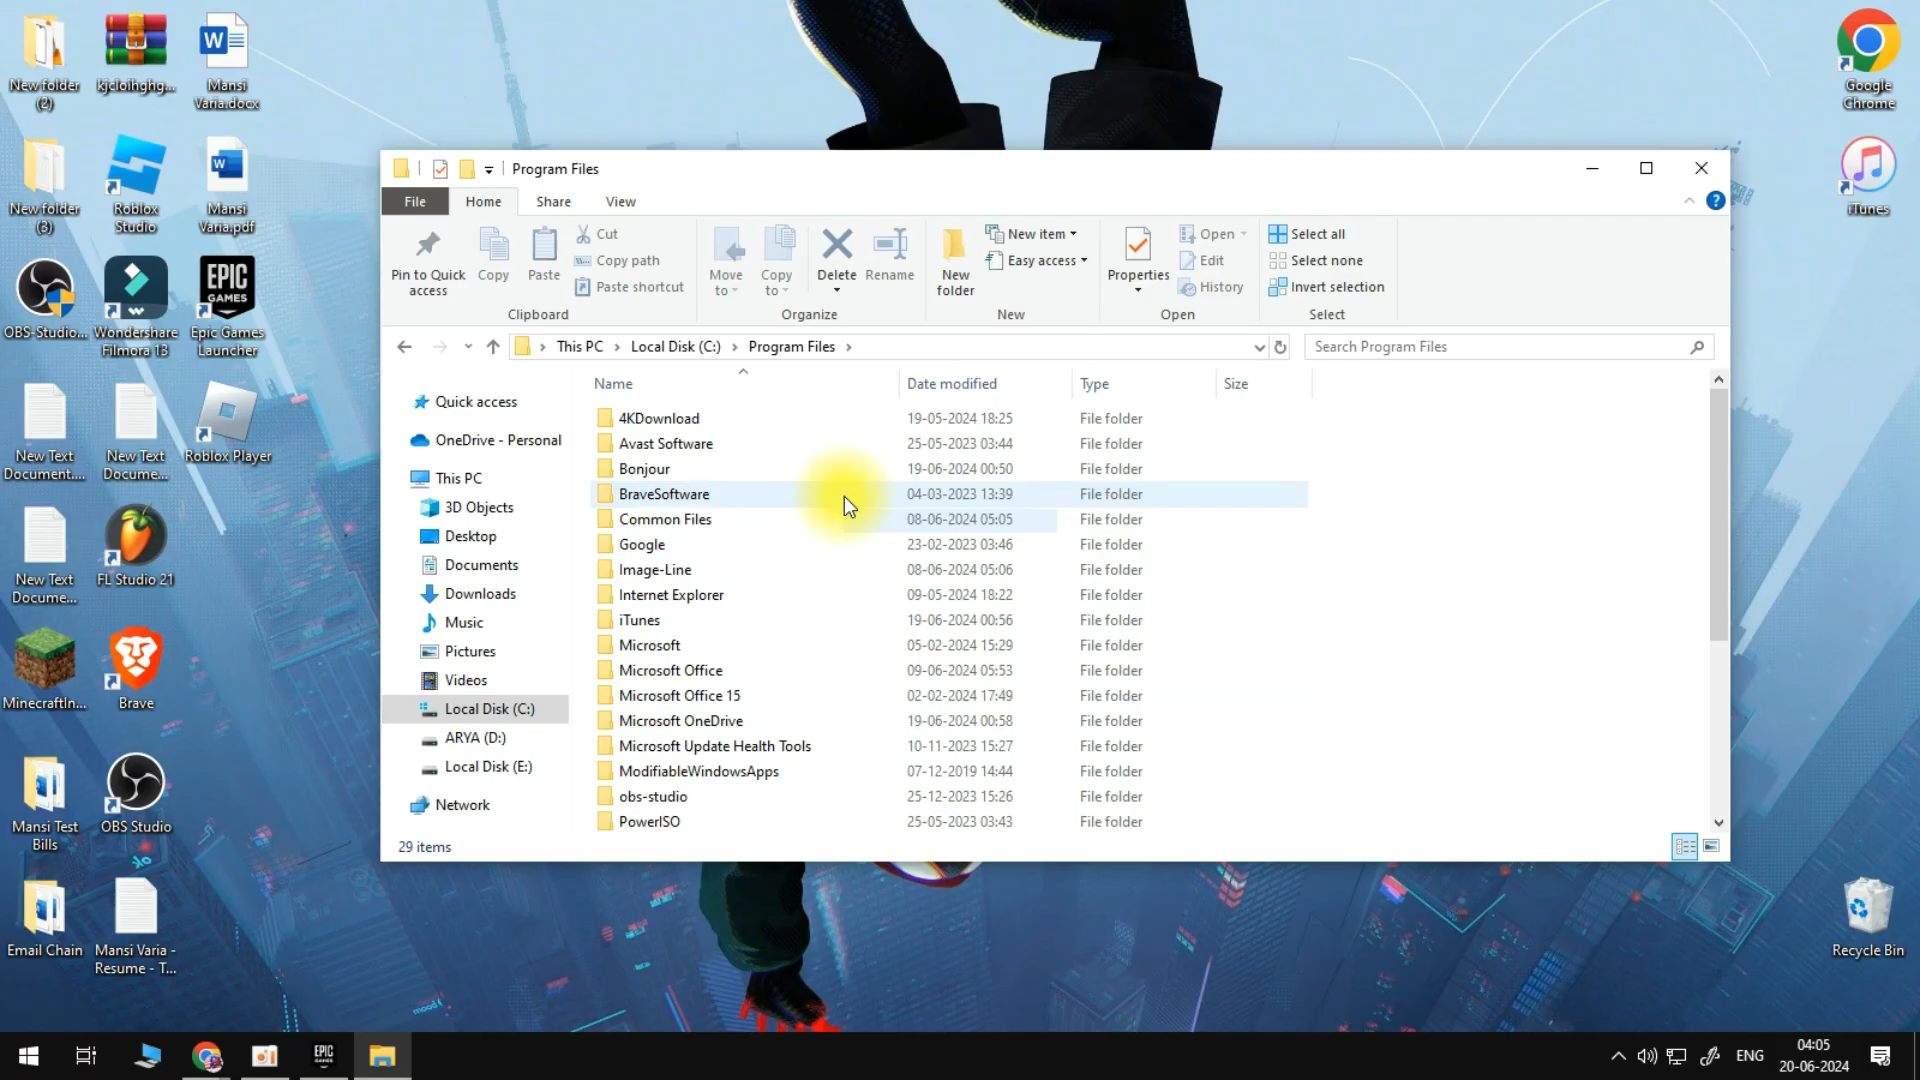 New folder
(2)
kjcloihghg...
Mansi
Varia.docx
New folder
(3)
Roblox
Studio
Mansi
Varia.pdf
OBS-Studio...
Wondershare
Filmora 13
EPIC
GAMES
Epic Games
Launcher
New Text
Document....
New Text
Docume...
Roblox Player
New Text
Docume...
FL Studio 21
MinecraftIn...
Brave
Mansi Test
Bills
OBS Studio
Email Chain
Mansi Varia -
Resume - T...
Google
Chrome
iTunes
Recycle Bin
Program Files
File
Home
Share
View
Pin to Quick
access
Copy
Paste
Cut
Copy path
Paste shortcut
Clipboard
Move
to
Copy
to
Delete
Rename
Organize
New
folder
New item
Easy access
New
Properties
Open
Edit
History
Open
Select all
Select none
Invert selection
Select
This PC > Local Disk (C:) > Program Files >
Search Program Files
Quick access
OneDrive - Personal
This PC
3D Objects
Desktop
Documents
Downloads
Music
Pictures
Videos
Local Disk (C:)
ARYA (D:)
Local Disk (E:)
Network
Name Date modified Type Size
4KDownload 19-05-2024 18:25 File folder
Avast Software 25-05-2023 03:44 File folder
Bonjour 19-06-2024 00:50 File folder
BraveSoftware 04-03-2023 13:39 File folder
Common Files 08-06-2024 05:05 File folder
Google 23-02-2023 03:46 File folder
Image-Line 08-06-2024 05:06 File folder
Internet Explorer 09-05-2024 18:22 File folder
iTunes 19-06-2024 00:56 File folder
Microsoft 05-02-2024 15:29 File folder
Microsoft Office 09-06-2024 05:53 File folder
Microsoft Office 15 02-02-2024 17:49 File folder
Microsoft OneDrive 19-06-2024 00:58 File folder
Microsoft Update Health Tools 10-11-2023 15:27 File folder
ModifiableWindowsApps 07-12-2019 14:44 File folder
obs-studio 25-12-2023 15:26 File folder
PowerISO 25-05-2023 03:43 File folder
29 items
EPIC
GAMES
ENG
04:05
20-06-2024